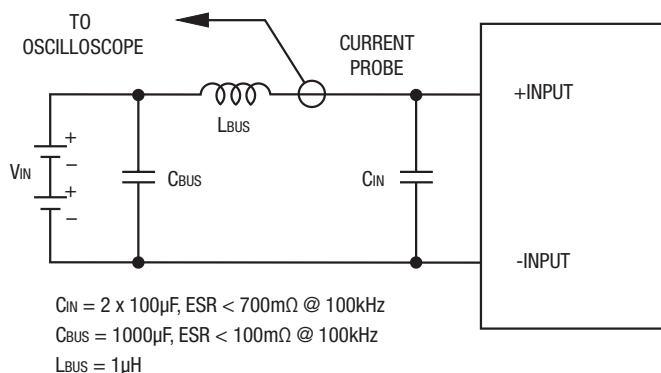 TO
OSCILLOSCOPE
CURRENT
PROBE
+INPUT
LBUS
+
VIN
−
+
−
CBUS
CIN
-INPUT
CIN = 2 x 100µF, ESR < 700mΩ @ 100kHz
CBUS = 1000µF, ESR < 100mΩ @ 100kHz
LBUS = 1µH